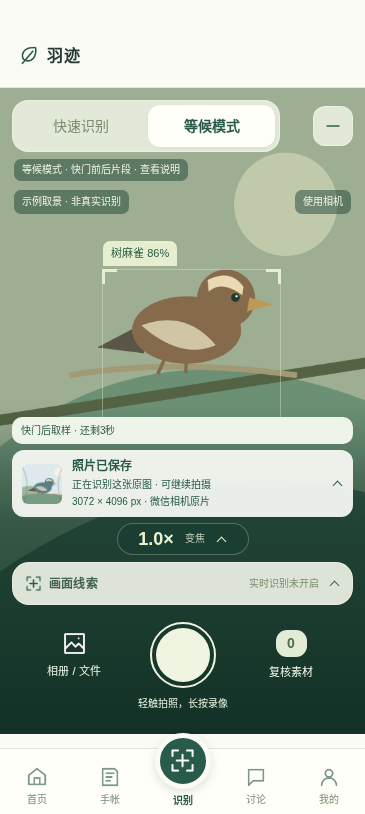 羽迹
快速识别
等候模式
等候模式 · 快门前后片段 · 查看说明
示例取景 · 非真实识别
使用相机
树麻雀 86%
快门后取样 · 还剩3秒
照片已保存
正在识别这张原图 · 可继续拍摄
3072 × 4096 px · 微信相机原片
1.0× 变焦
画面线索
实时识别未开启
相册 / 文件
0
复核素材
轻触拍照，长按录像
首页
手帐
识别
讨论
我的